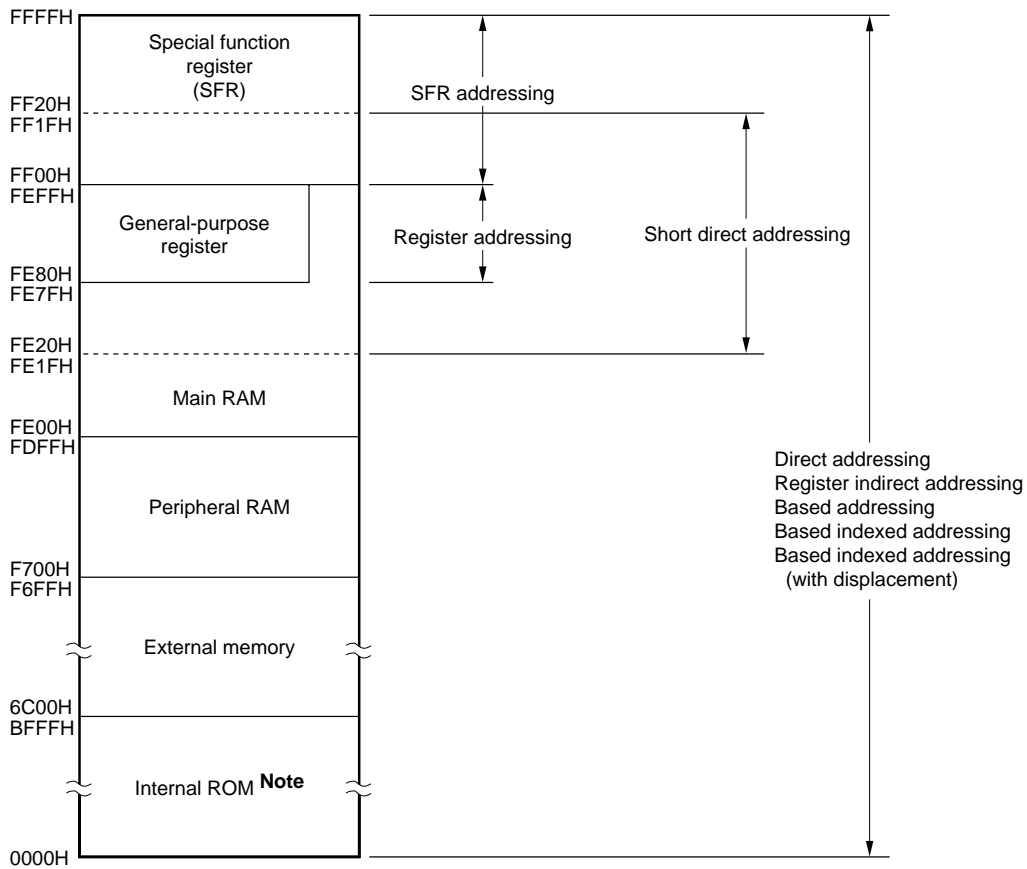 FFFFH
Special function
register
(SFR)
SFR addressing
FF20H
FF1FH
FF00H
FEFFH
General-purpose
register
Register addressing
Short direct addressing
FE80H
FE7FH
FE20H
FE1FH
Main RAM
FE00H
FDFFH
Peripheral RAM
Direct addressing
Register indirect addressing
Based addressing
Based indexed addressing
Based indexed addressing
(with displacement)
F700H
F6FFH
External memory
6C00H
BFFFH
Internal ROM Note
0000H